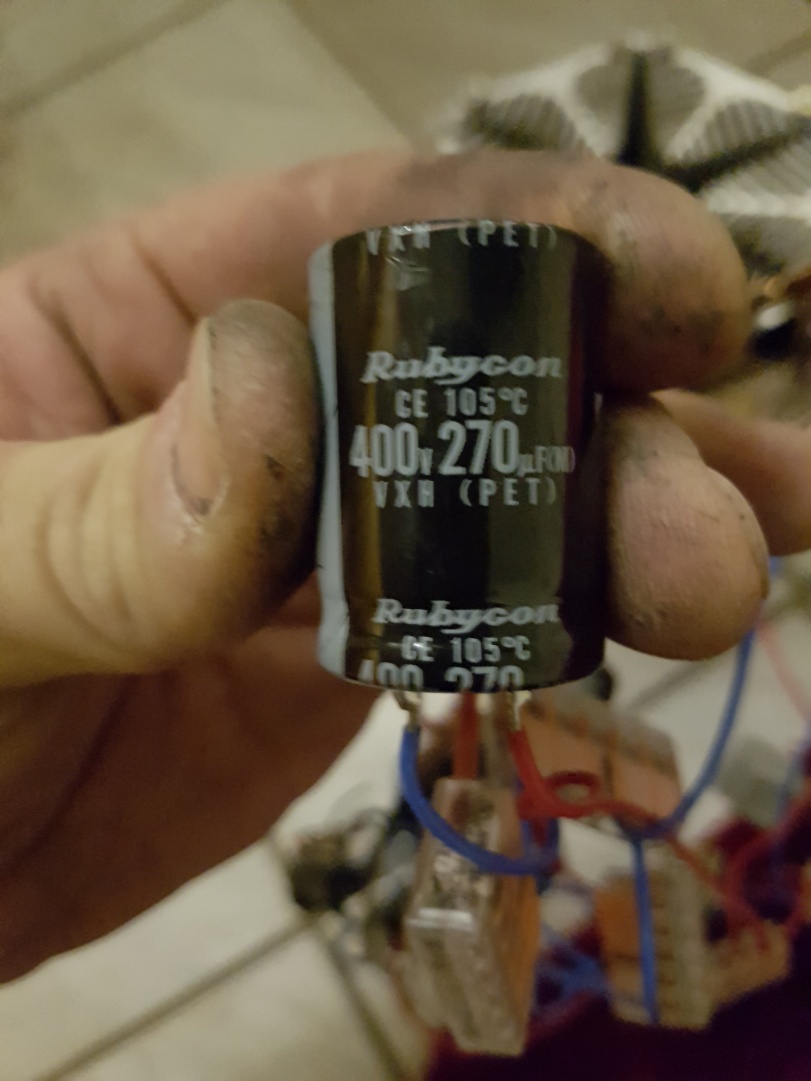 VXH (PET)
Rubycon
CE 105°C
400V 270µF(M)
VXH (PET)
Rubycon
CE 105°C
400 270